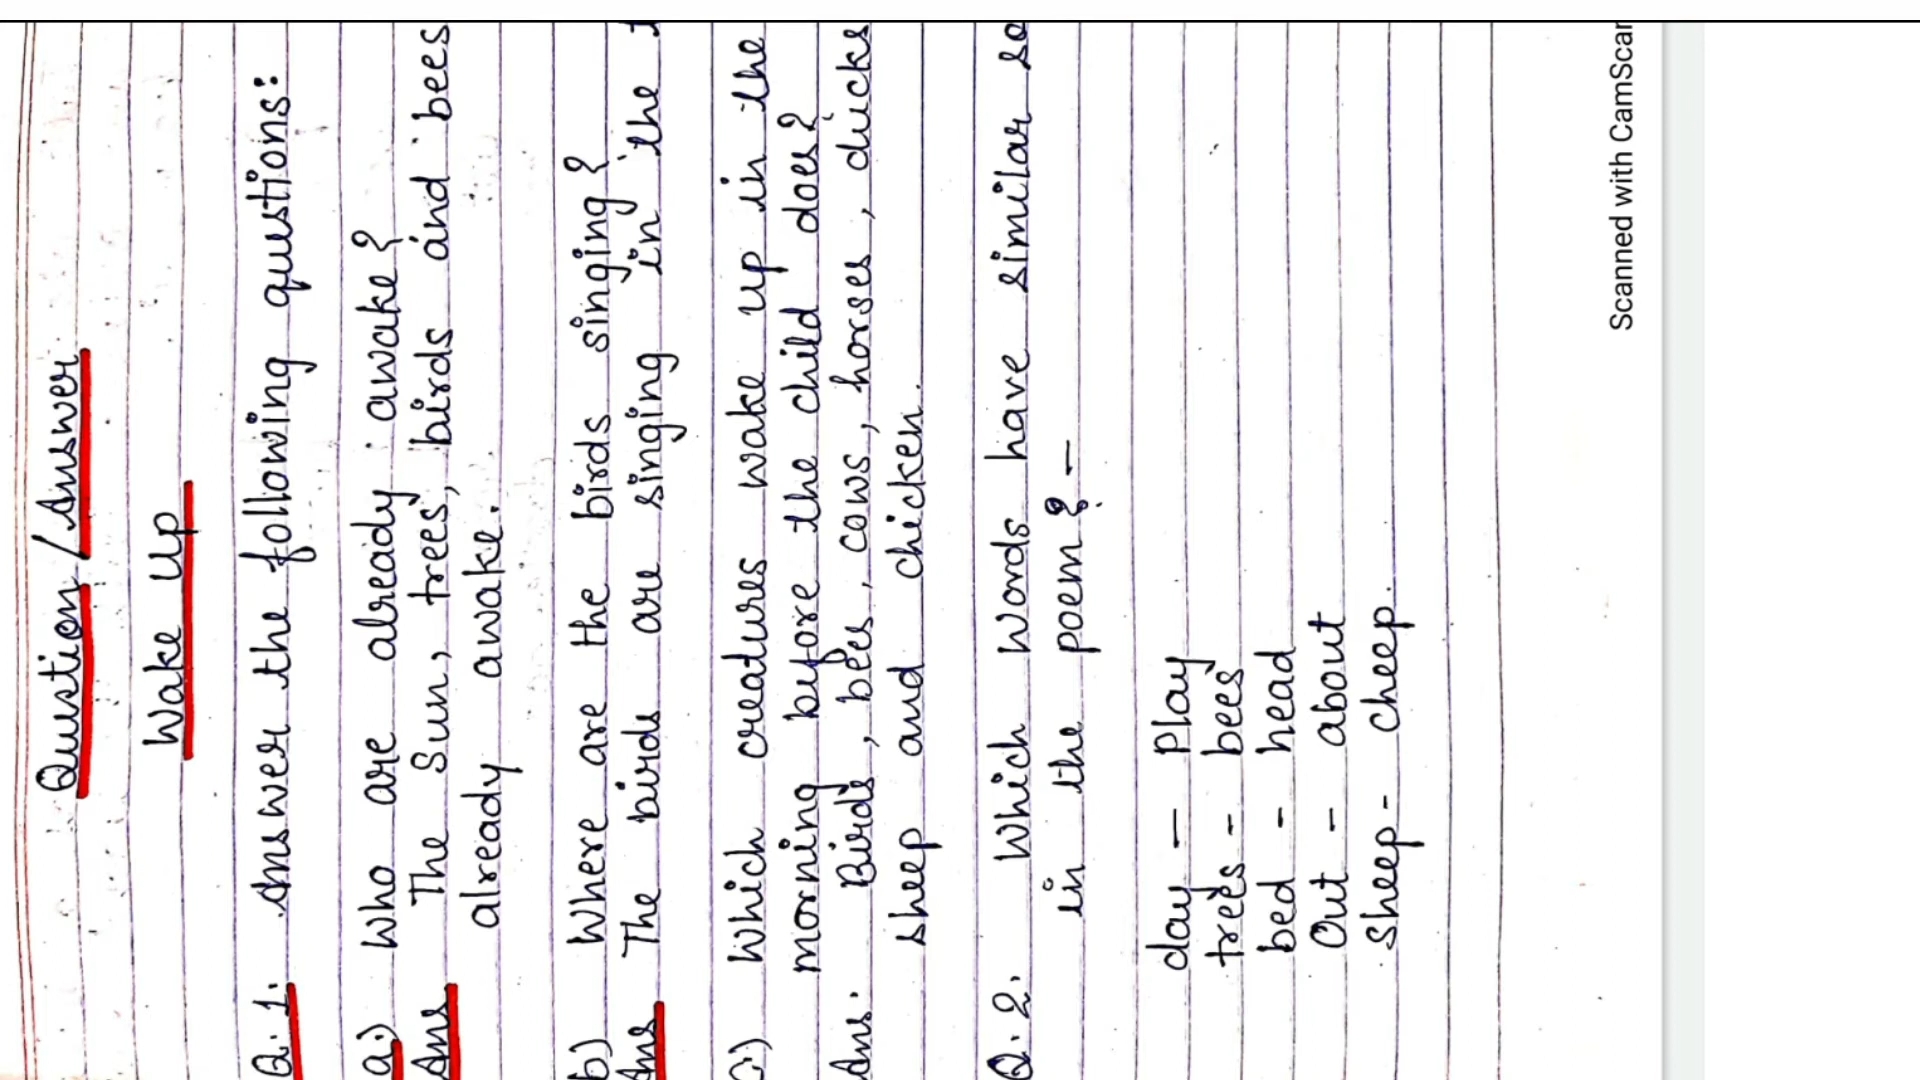 Question / Answer
Wake Up
Q. 1. Answer the following questions:
a.) Who are already awake?
Ans The Sun, trees, birds and bees
already awake.
b) Where are the birds singing?
Ans The birds are singing in the
c.) Which creatures wake up in the
morning before the child does?
Ans. Birds, bees, cows, horses, ducks
sheep and chicken.
Q. 2. Which words have similar so
in the poem? -
day - play
trees - bees
bed - head
Out - about
Sheep - cheep.
Scanned with CamScan